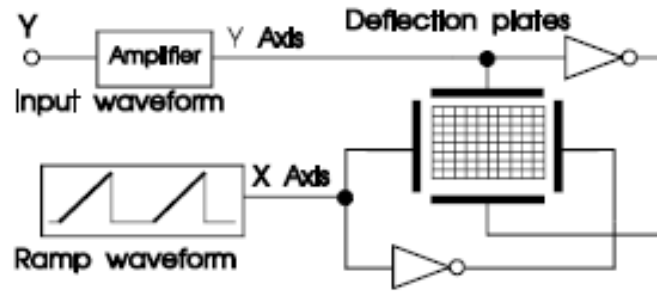 Y
Amplifier
Y Axis
Deflection plates
Input waveform
X Axis
Ramp waveform